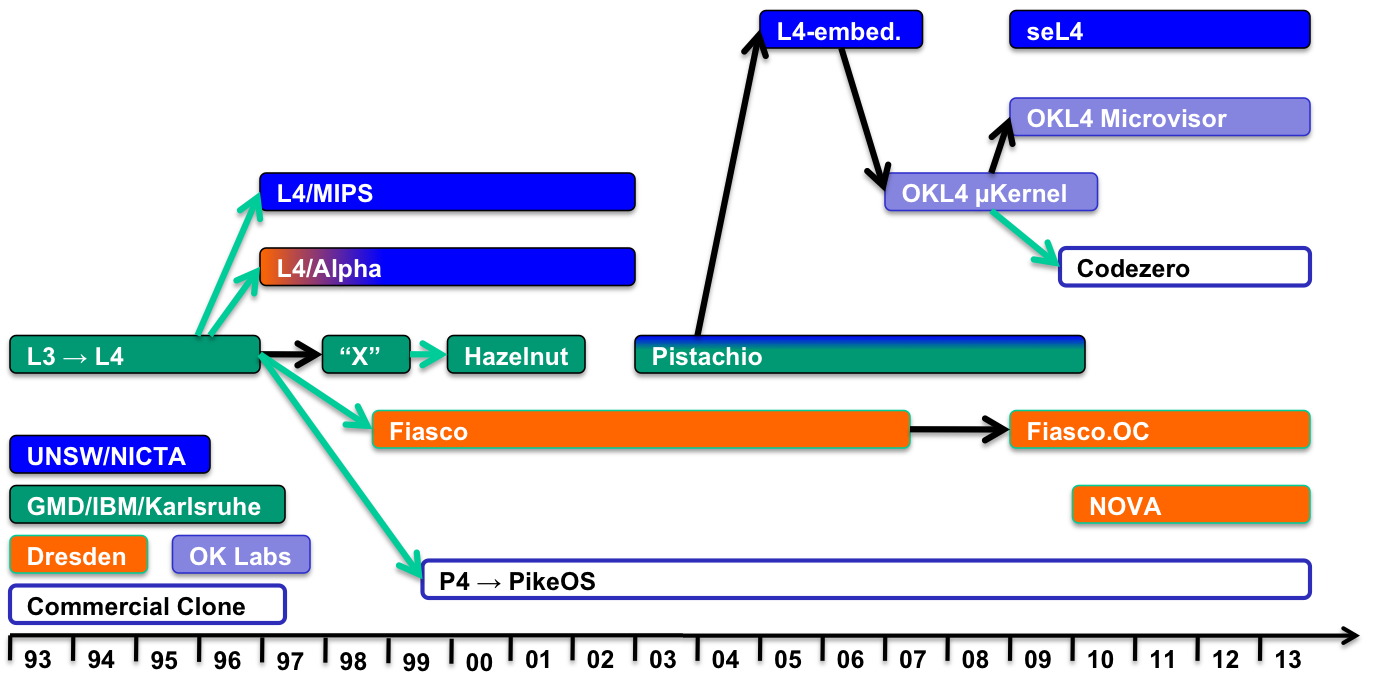 L4-embed.
seL4
OKL4 Microvisor
L4/MIPS
OKL4 µKernel
L4/Alpha
Codezero
L3 → L4
“X”
Hazelnut
Pistachio
Fiasco
Fiasco.OC
UNSW/NICTA
GMD/IBM/Karlsruhe
NOVA
Dresden
OK Labs
P4 → PikeOS
Commercial Clone
93 94 95 96 97 98 99 00 01 02 03 04 05 06 07 08 09 10 11 12 13